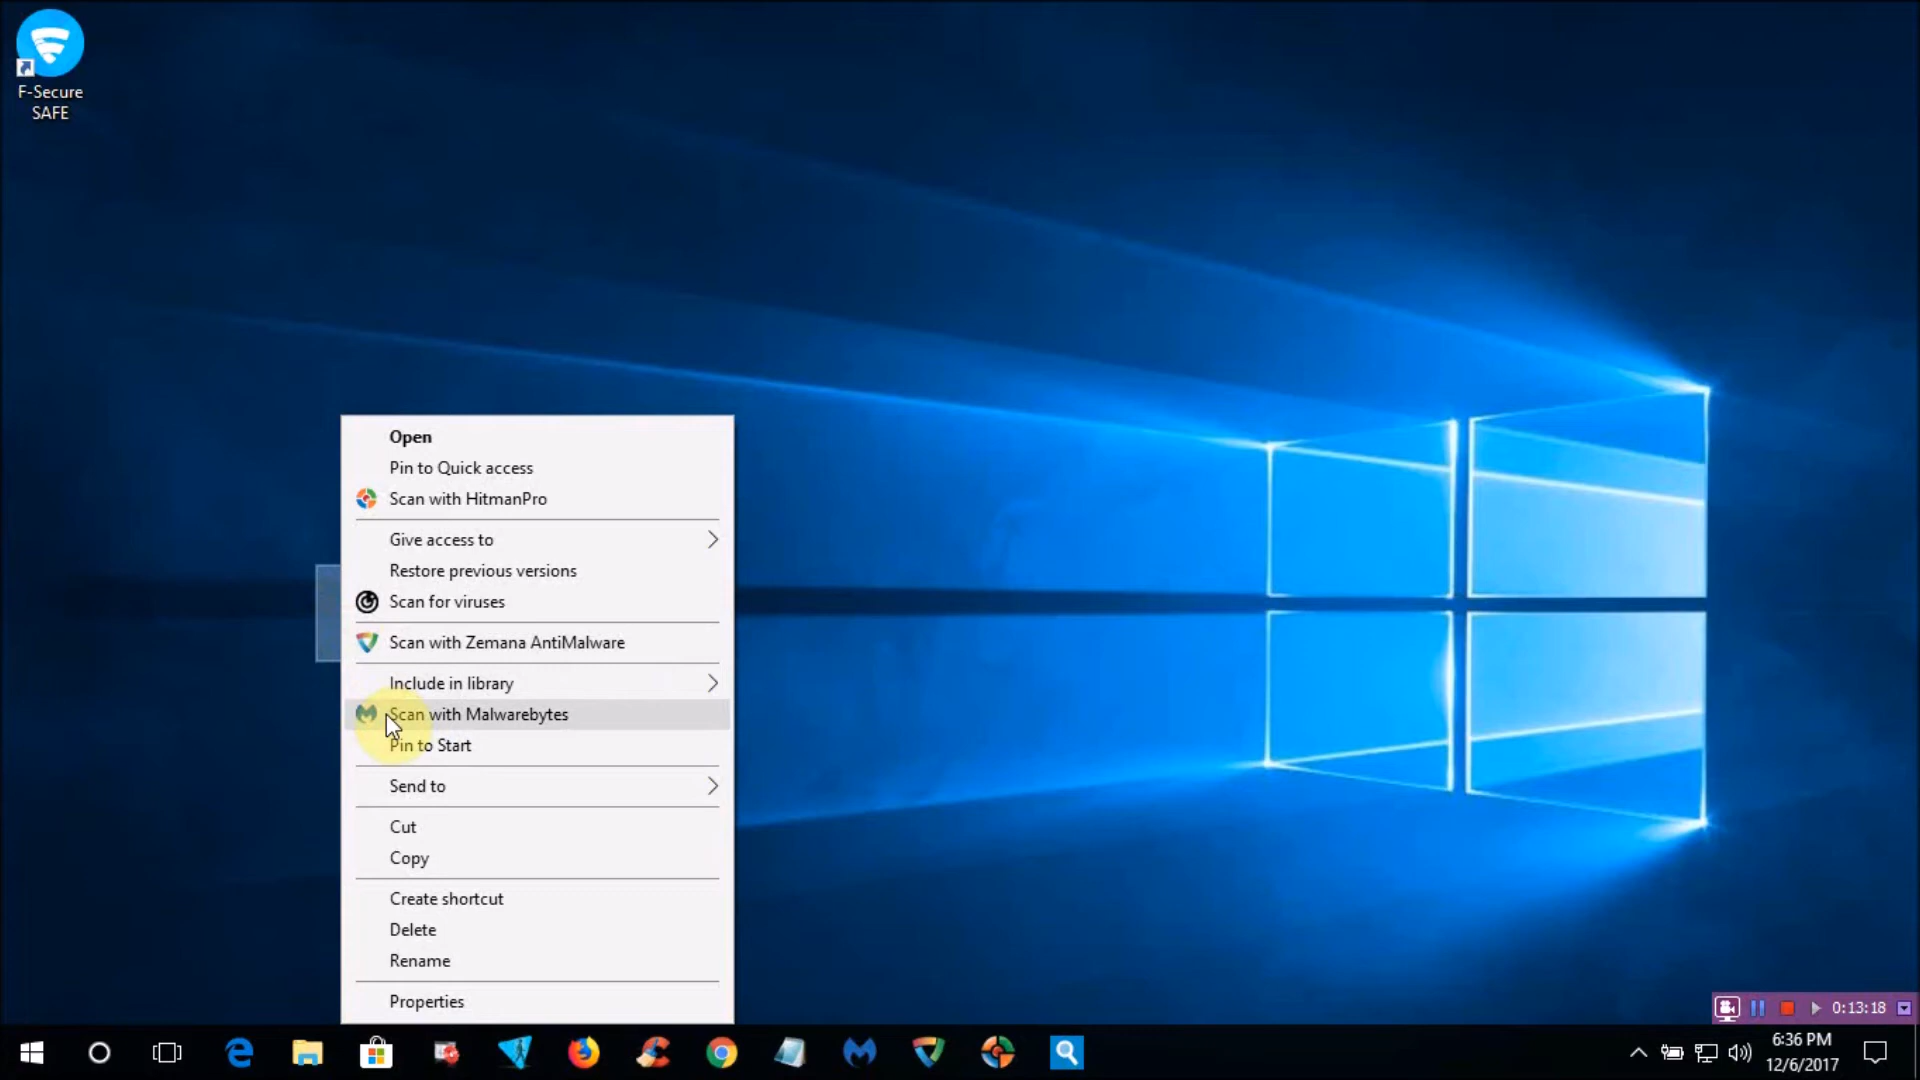 F-Secure
SAFE
Open
Pin to Quick access
Scan with HitmanPro
Give access to
Restore previous versions
Scan for viruses
Scan with Zemana AntiMalware
Include in library
Scan with Malwarebytes
Pin to Start
Send to
Cut
Copy
Create shortcut
Delete
Rename
Properties
0:13:18
6:36 PM
12/6/2017